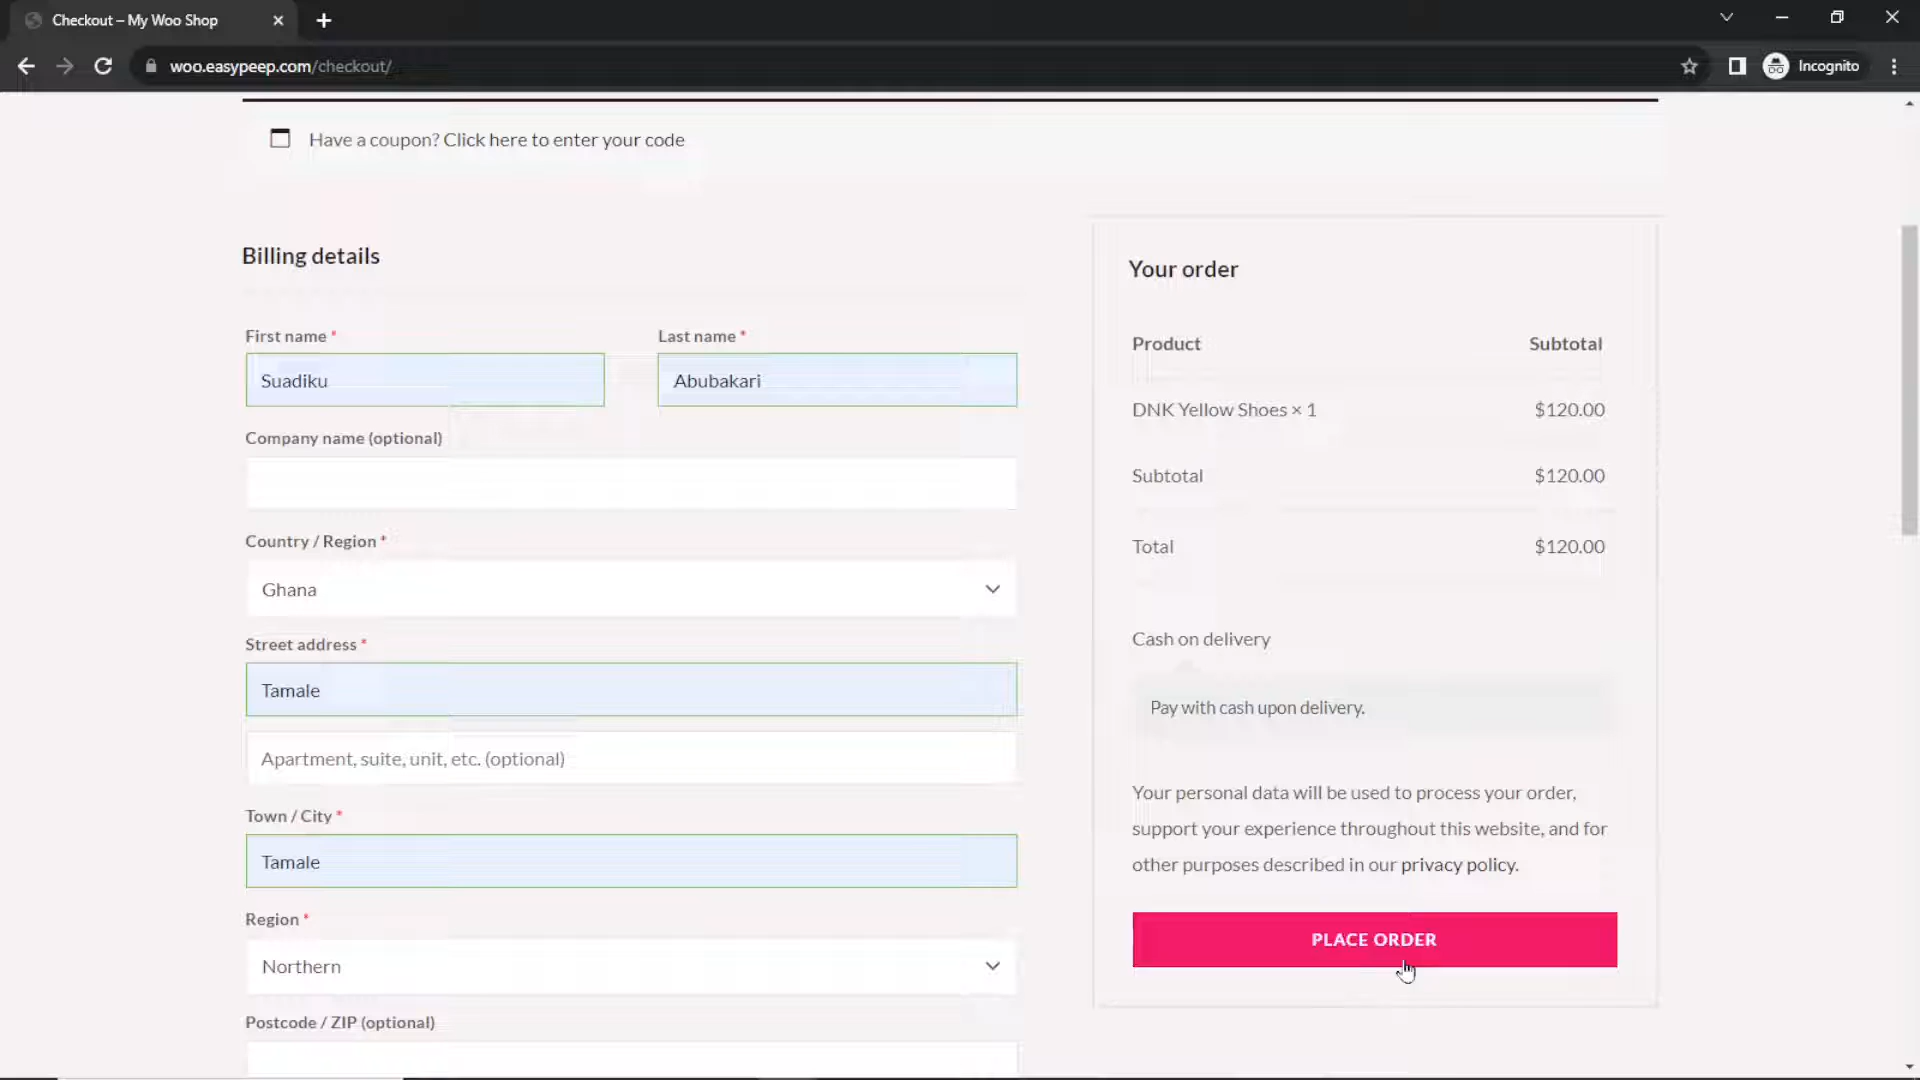 Checkout – My Woo Shop
woo.easypeep.com/checkout/
Incognito
Have a coupon? Click here to enter your code
Billing details
First name *
Last name *
Suadiku
Abubakari
Company name (optional)
Country / Region *
Ghana
Street address *
Tamale
Apartment, suite, unit, etc. (optional)
Town / City *
Tamale
Region *
Northern
Postcode / ZIP (optional)
Your order
Product Subtotal
DNK Yellow Shoes × 1 $120.00
Subtotal $120.00
Total $120.00
Cash on delivery
Pay with cash upon delivery.
Your personal data will be used to process your order,
support your experience throughout this website, and for
other purposes described in our privacy policy.
PLACE ORDER